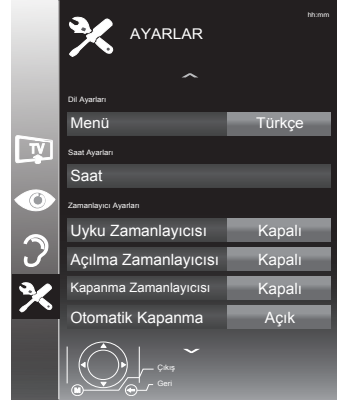 hh:mm
AYARLAR
Dil Ayarları
Menü Türkçe
TV
Saat Ayarları
Saat
Zamanlayıcı Ayarları
Uyku Zamanlayıcısı Kapalı
Açılma Zamanlayıcısı Kapalı
Kapanma Zamanlayıcısı Kapalı
Otomatik Kapanma Açık
Çıkış
M Geri